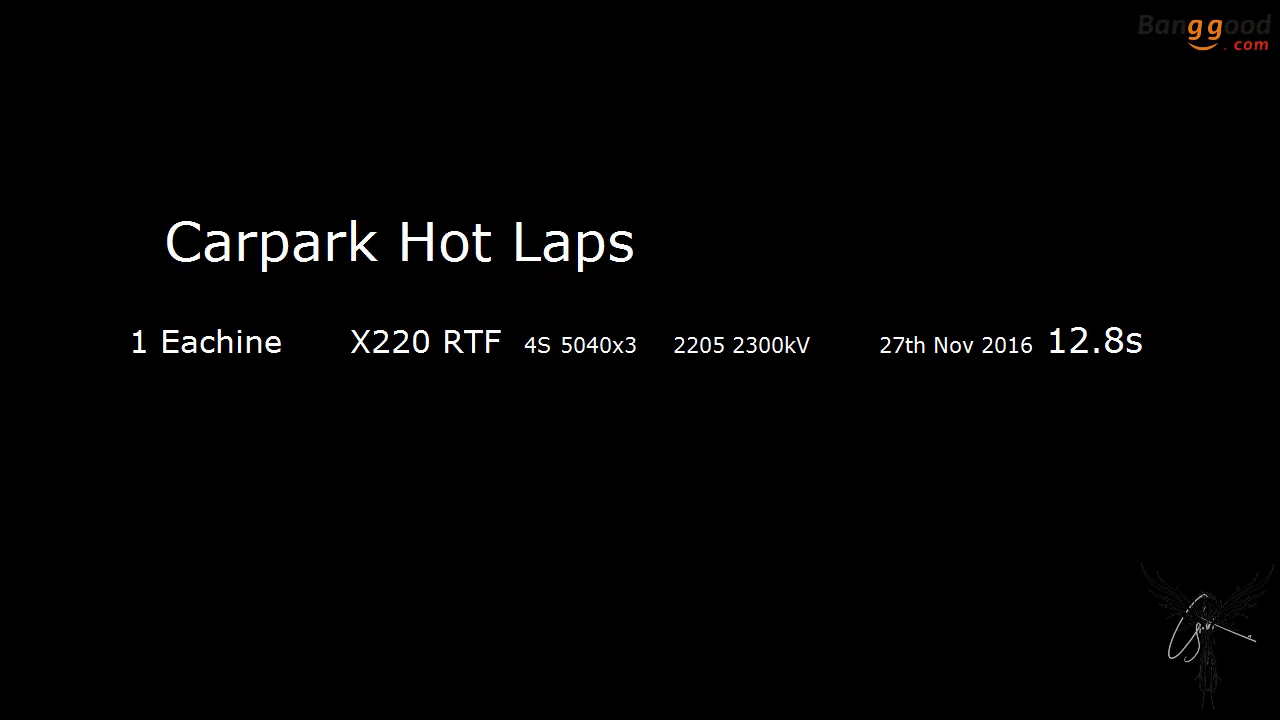 Banggood
.com
Carpark Hot Laps
1 Eachine X220 RTF 4S 5040x3 2205 2300kV 27th Nov 2016 12.8s